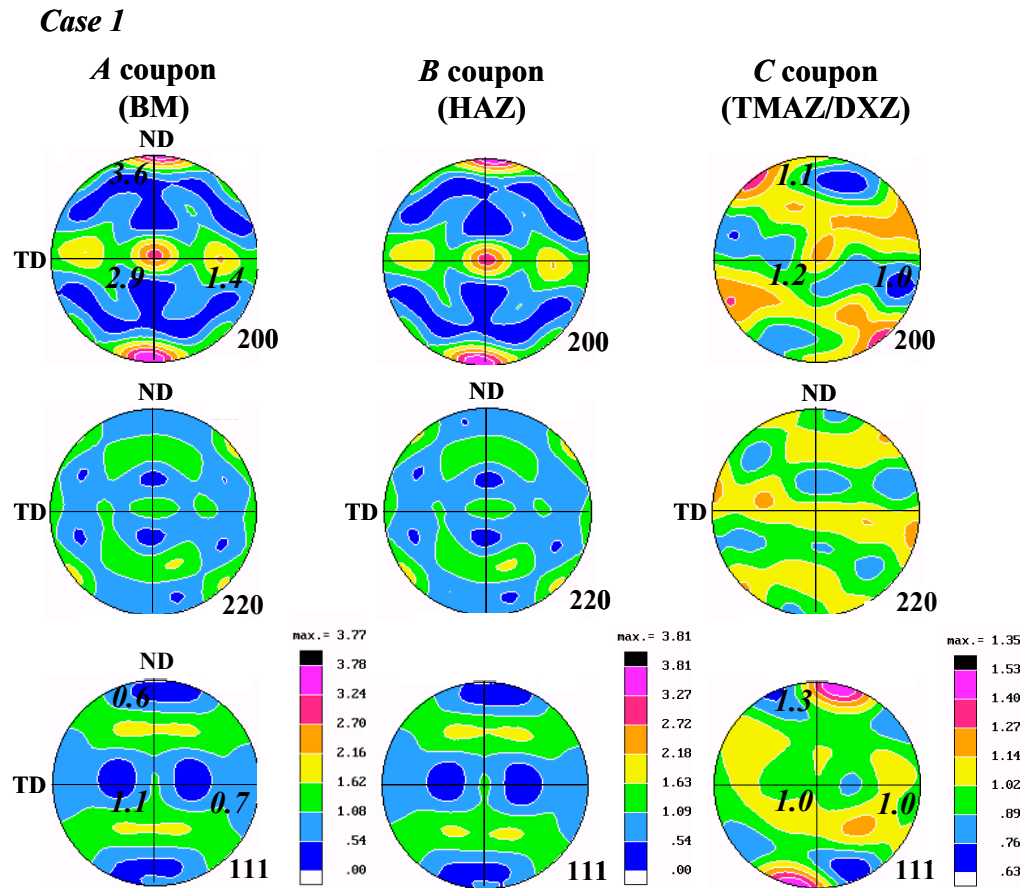 Case 1
A coupon
(BM)
B coupon
(HAZ)
C coupon
(TMAZ/DXZ)
ND
3.6
1.1
TD
2.9
1.4
1.2
1.0
200
200
200
ND
ND
ND
TD
TD
220
220
220
max.= 3.77
3.78
3.24
2.70
2.16
1.62
1.08
.54
.00
max.= 3.81
3.81
3.27
2.72
2.18
1.63
1.09
.54
.00
max.= 1.35
1.53
1.40
1.27
1.14
1.02
.89
.76
.63
ND
0.6
1.3
TD
1.1
0.7
1.0
1.0
111
111
111